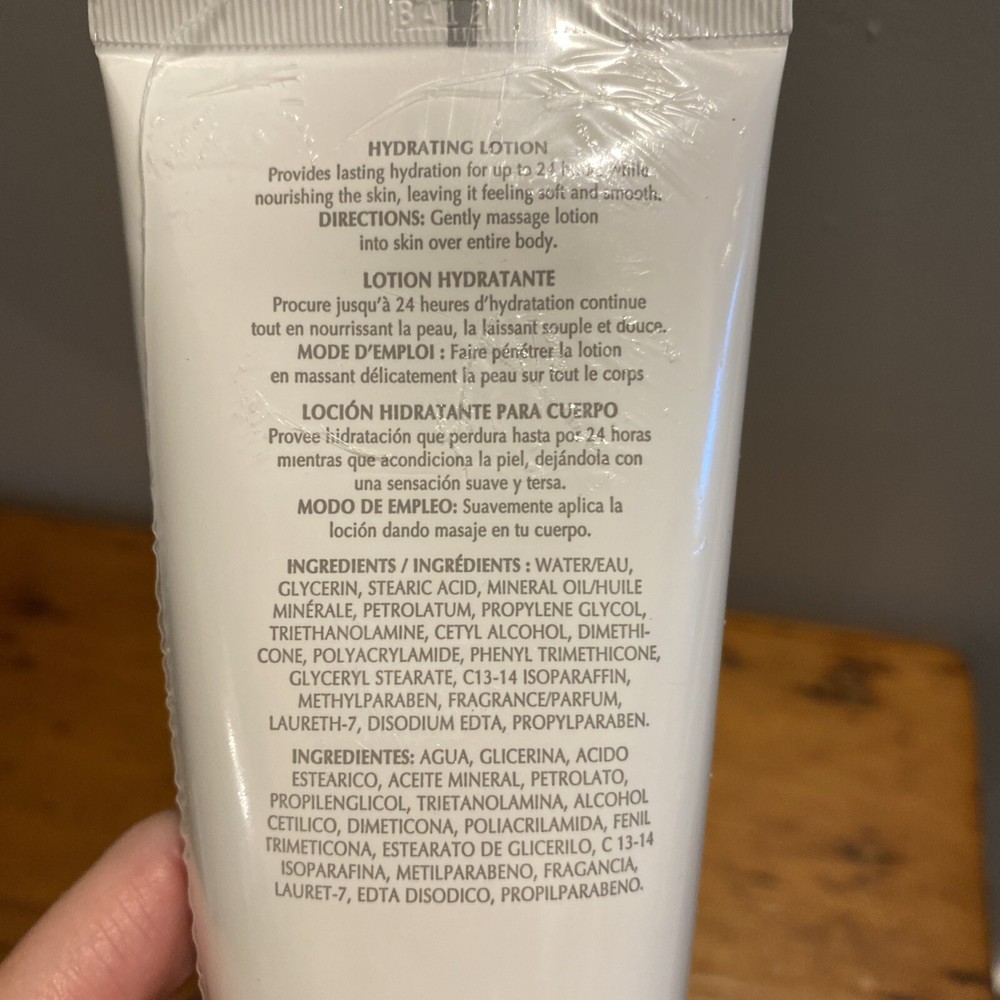 HYDRATING LOTION
Provides lasting hydration for up to 24 while
nourishing the skin, leaving it feeling soft and smooth.
DIRECTIONS: Gently massage lotion
into skin over entire body.
LOTION HYDRATANTE
Procure jusqu'à 24 heures d'hydratation continue
tout en nourrissant la peau, la laissant souple et douce.
MODE D'EMPLOI : Faire pénétrer la lotion
en massant délicatement la peau sur tout le corps
LOCIÓN HIDRATANTE PARA CUERPO
Provee hidratación que perdura hasta por 24 horas
mientras que acondiciona la piel, dejándola con
una sensación suave y tersa.
MODO DE EMPLEO: Suavemente aplica la
loción dando masaje en tu cuerpo.
INGREDIENTS / INGRÉDIENTS : WATER/EAU,
GLYCERIN, STEARIC ACID, MINERAL OIL/HUILE
MINÉRALE, PETROLATUM, PROPYLENE GLYCOL,
TRIETHANOLAMINE, CETYL ALCOHOL, DIMETHI-
CONE, POLYACRYLAMIDE, PHENYL TRIMETHICONE,
GLYCERYL STEARATE, C13-14 ISOPARAFFIN,
METHYLPARABEN, FRAGRANCE/PARFUM,
LAURETH-7, DISODIUM EDTA, PROPYLPARABEN.
INGREDIENTES: AGUA, GLICERINA, ACIDO
ESTEARICO, ACEITE MINERAL, PETROLATO,
PROPILENGLICOL, TRIETANOLAMINA, ALCOHOL
CETILICO, DIMETICONA, POLIACRILAMIDA, FENIL
TRIMETICONA, ESTEARATO DE GLICERILO, C 13-14
ISOPARAFINA, METILPARABENO, FRAGANCIA,
LAURET-7, EDTA DISODICO, PROPILPARABENO.